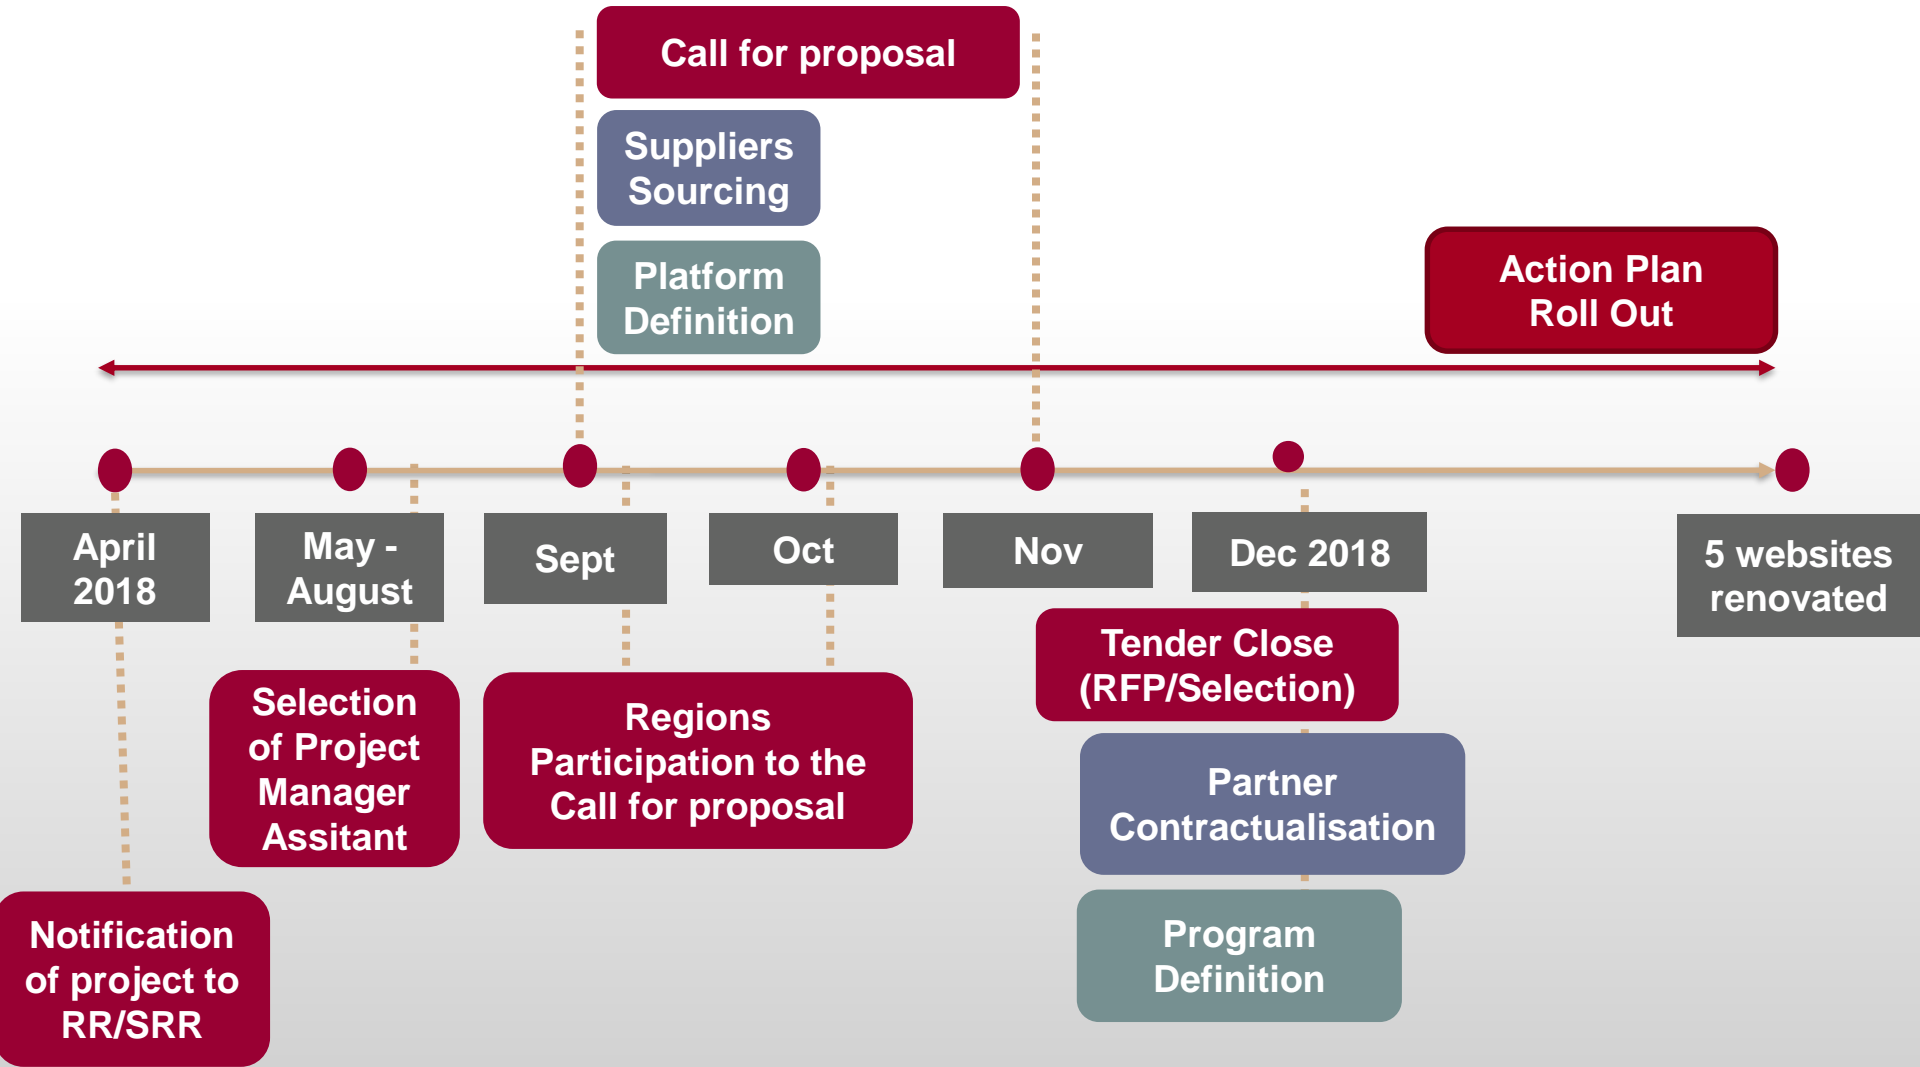 Call for proposal
Suppliers
Sourcing
Platform
Definition
Action Plan
Roll Out
April
2018
May -
August
Sept
Oct
Nov
Dec 2018
5 websites
renovated
Selection
of Project
Manager
Assitant
Regions
Participation to the
Call for proposal
Tender Close
(RFP/Selection)
Partner
Contractualisation
Program
Definition
Notification
of project to
RR/SRR